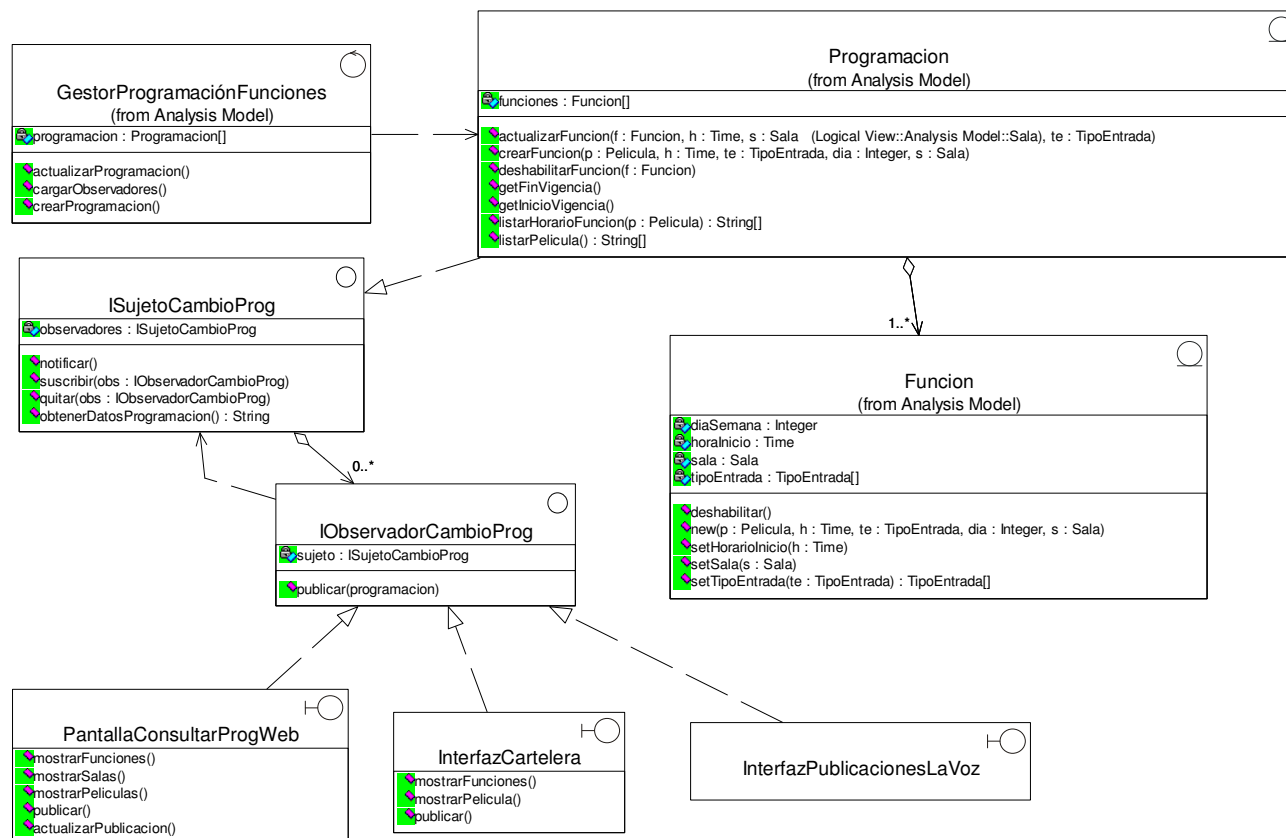 GestorProgramaciónFunciones
(from Analysis Model)
programacion : Programacion[]
actualizarProgramacion()
cargarObservadores()
crearProgramacion()
Programacion
(from Analysis Model)
funciones : Funcion[]
actualizarFuncion(f : Funcion, h : Time, s : Sala (Logical View::Analysis Model::Sala), te : TipoEntrada)
crearFuncion(p : Pelicula, h : Time, te : TipoEntrada, dia : Integer, s : Sala)
deshabilitarFuncion(f : Funcion)
getFinVigencia()
getInicioVigencia()
listarHorarioFuncion(p : Pelicula) : String[]
listarPelicula() : String[]
ISujetoCambioProg
observadores : ISujetoCambioProg
notificar()
suscribir(obs : IObservadorCambioProg)
quitar(obs : IObservadorCambioProg)
obtenerDatosProgramacion() : String
1..*
Funcion
(from Analysis Model)
diaSemana : Integer
horaInicio : Time
sala : Sala
tipoEntrada : TipoEntrada[]
deshabilitar()
new(p : Pelicula, h : Time, te : TipoEntrada, dia : Integer, s : Sala)
setHorarioInicio(h : Time)
setSala(s : Sala)
setTipoEntrada(te : TipoEntrada) : TipoEntrada[]
0..*
IObservadorCambioProg
sujeto : ISujetoCambioProg
publicar(programacion)
PantallaConsultarProgWeb
mostrarFunciones()
mostrarSalas()
mostrarPeliculas()
publicar()
actualizarPublicacion()
InterfazCartelera
mostrarFunciones()
mostrarPelicula()
publicar()
InterfazPublicacionesLaVoz